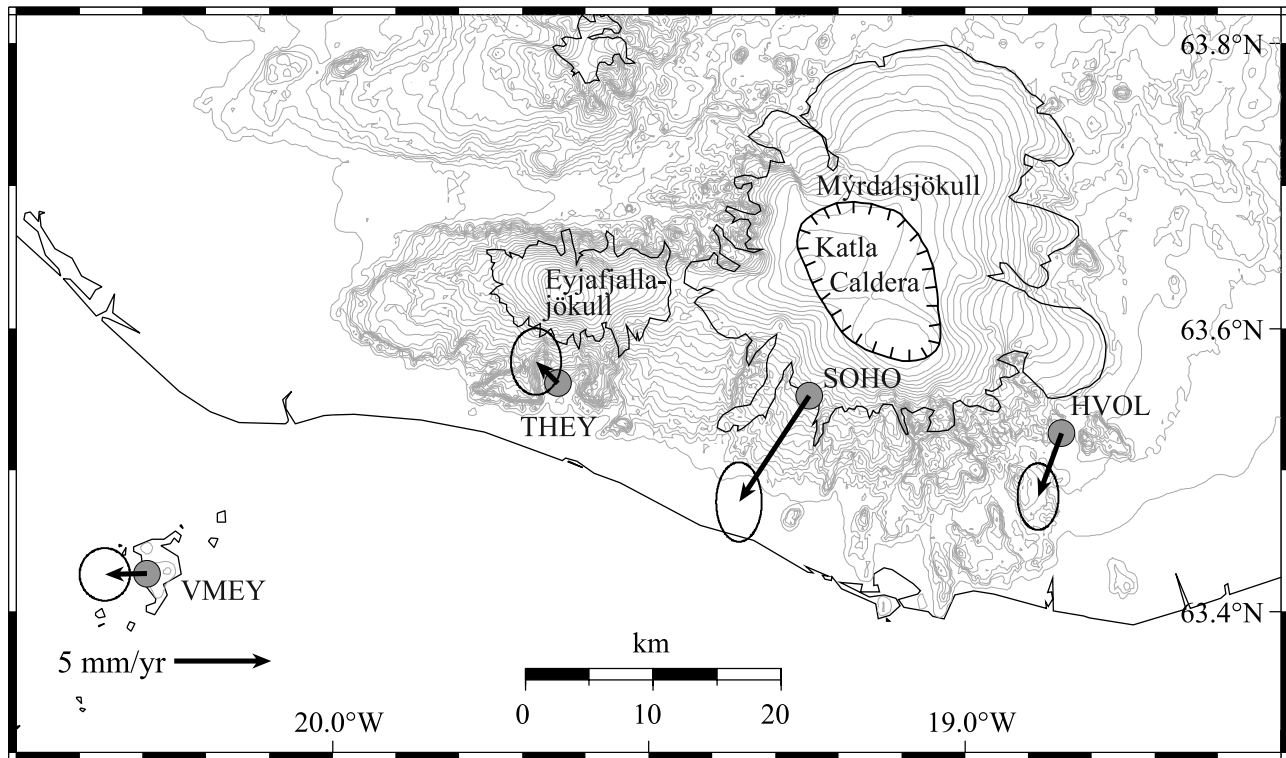 63.8°N
Mýrdalsjökull
Katla
Caldera
Eyjafjalla-
jökull
63.6°N
SOHO
HVOL
THEY
VMEY
63.4°N
km
5 mm/yr
0 10 20
20.0°W 19.0°W